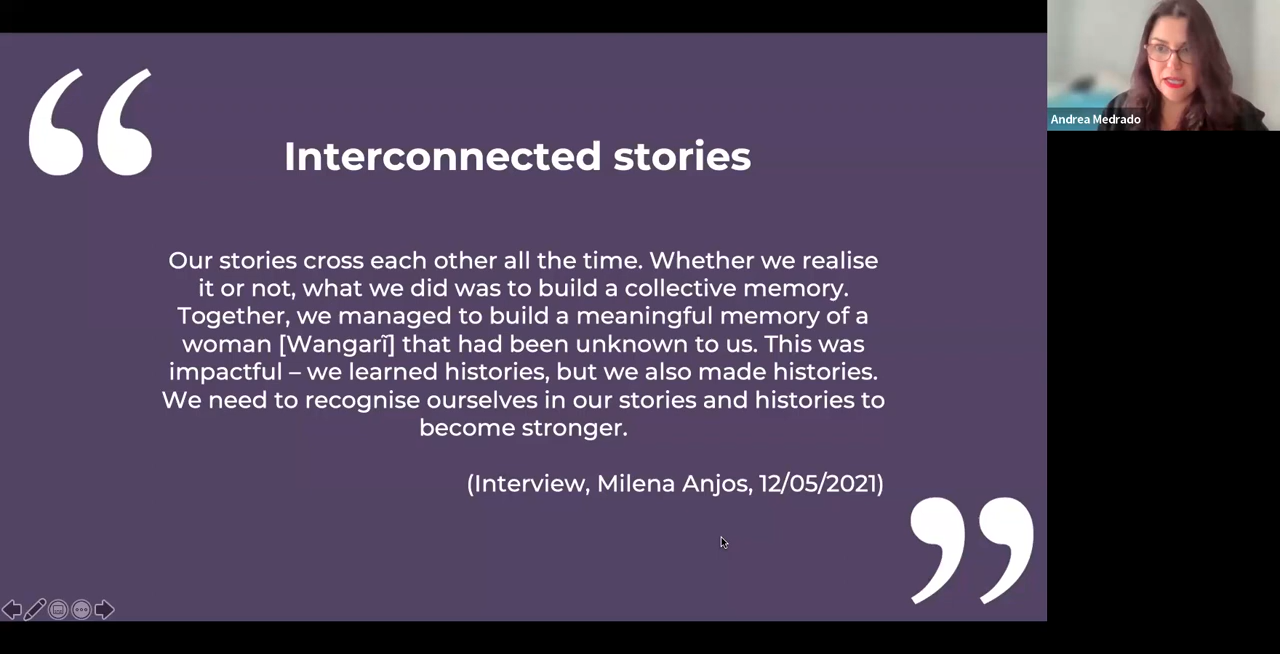 Interconnected stories
Our stories cross each other all the time. Whether we realise
it or not, what we did was to build a collective memory.
Together, we managed to build a meaningful memory of a
woman [Wangarĩ] that had been unknown to us. This was
impactful – we learned histories, but we also made histories.
We need to recognise ourselves in our stories and histories to
become stronger.
(Interview, Milena Anjos, 12/05/2021)
Andrea Medrado